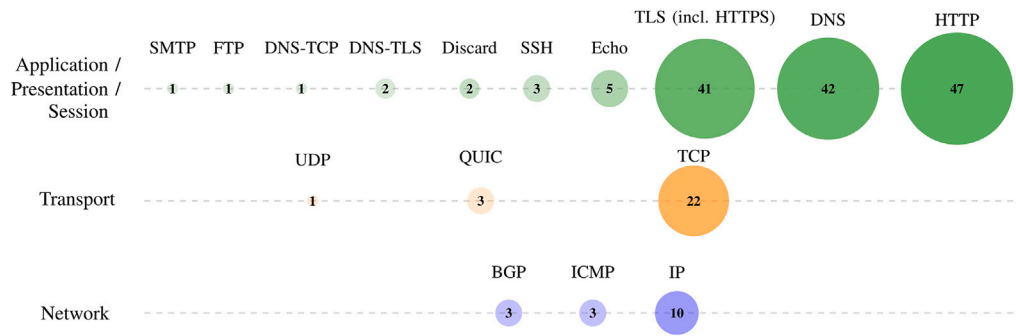 TLS (incl. HTTPS) DNS HTTP
SMTP FTP DNS-TCP DNS-TLS Discard SSH Echo
Application /
Presentation /
Session
1 1 1 2 2 3 5 41 42 47
UDP QUIC TCP
Transport 1 3 22
BGP ICMP IP
Network 3 3 10